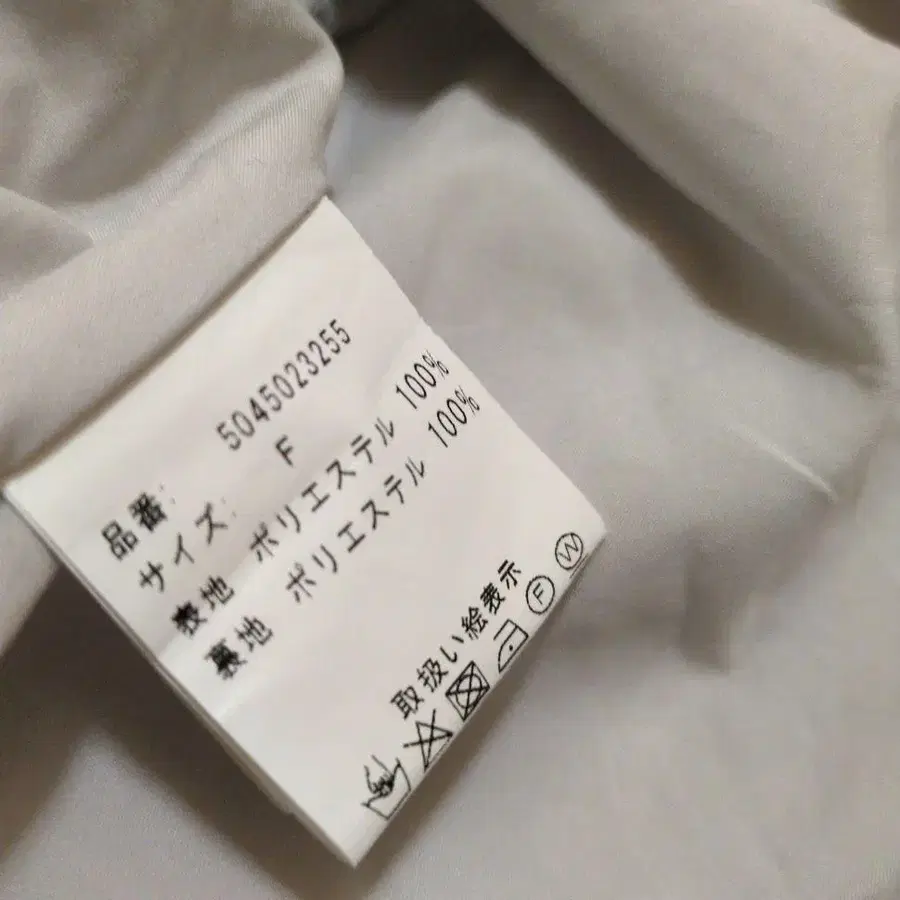 品番: 5045023255
サイズ: F
表地 ポリエステル 100%
裏地 ポリエステル 100%
取扱い絵表示
F W